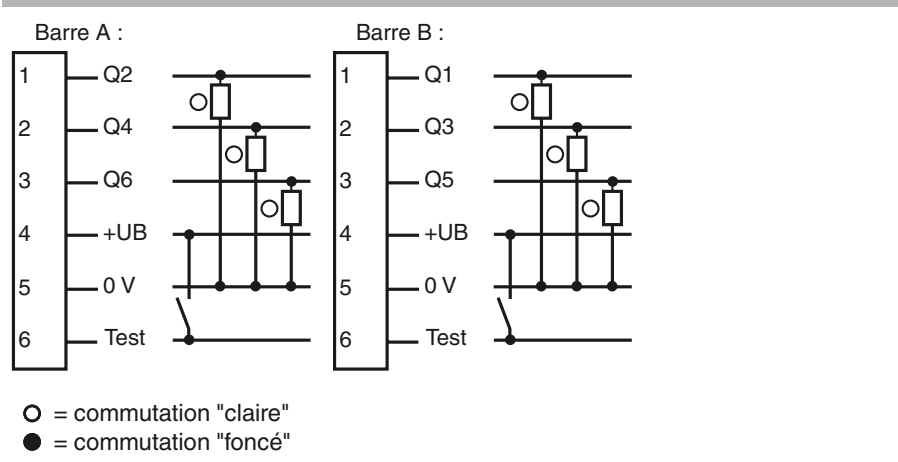 Barre A :
1 Q2
2 Q4
3 Q6
4 +UB
5 0 V
6 Test
Barre B :
1 Q1
2 Q3
3 Q5
4 +UB
5 0 V
6 Test
= commutation "claire"
= commutation "foncé"